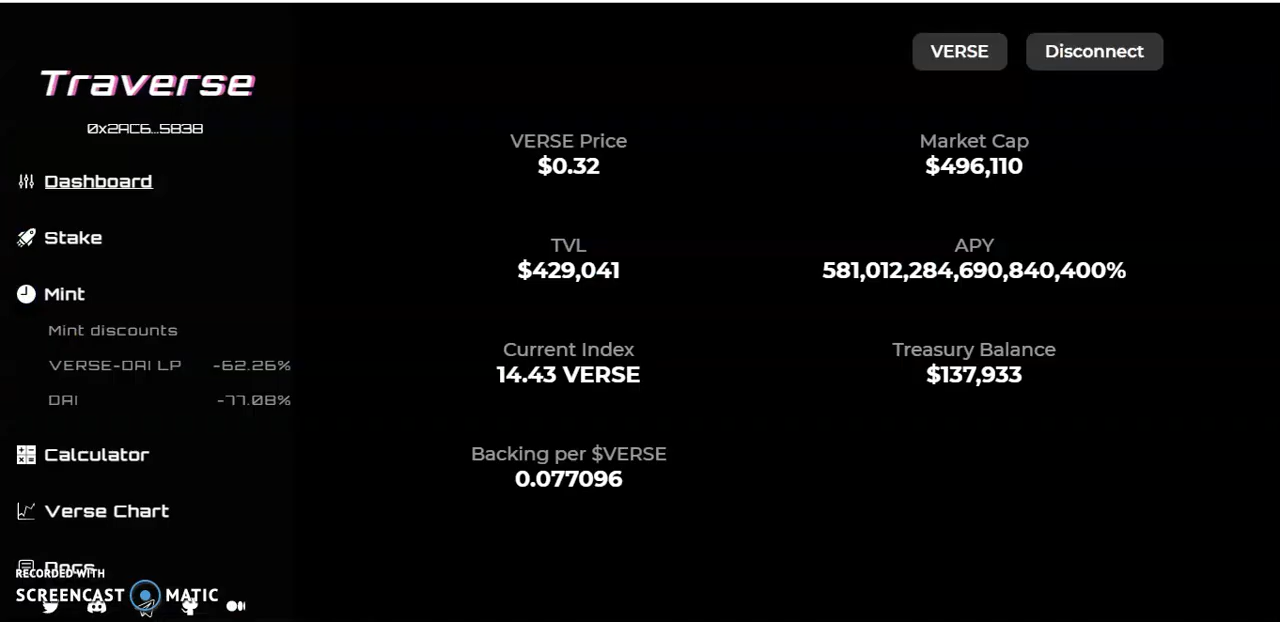 VERSE Disconnect
Traverse
0x2AC6...5838
Dashboard
Stake
Mint
Mint discounts
VERSE-DAI LP -62.26%
DAI -77.08%
Calculator
Verse Chart
Docs
VERSE Price
$0.32
Market Cap
$496,110
TVL
$429,041
APY
581,012,284,690,840,400%
Current Index
14.43 VERSE
Treasury Balance
$137,933
Backing per $VERSE
0.077096
RECORDED WITH
SCREENCAST MATIC